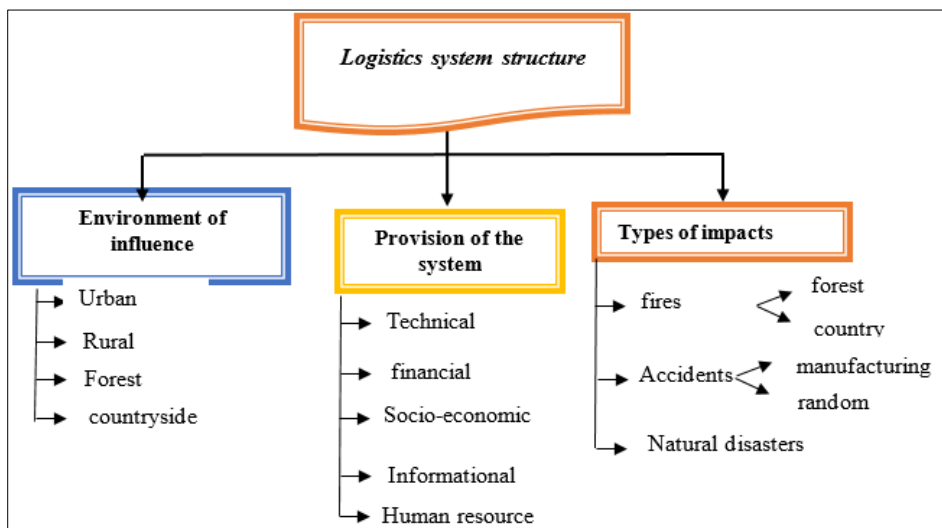 Logistics system structure
Environment of
influence
Urban
Rural
Forest
countryside
Provision of the
system
Technical
financial
Socio-economic
Informational
Human resource
Types of impacts
fires
forest
country
Accidents
manufacturing
random
Natural disasters